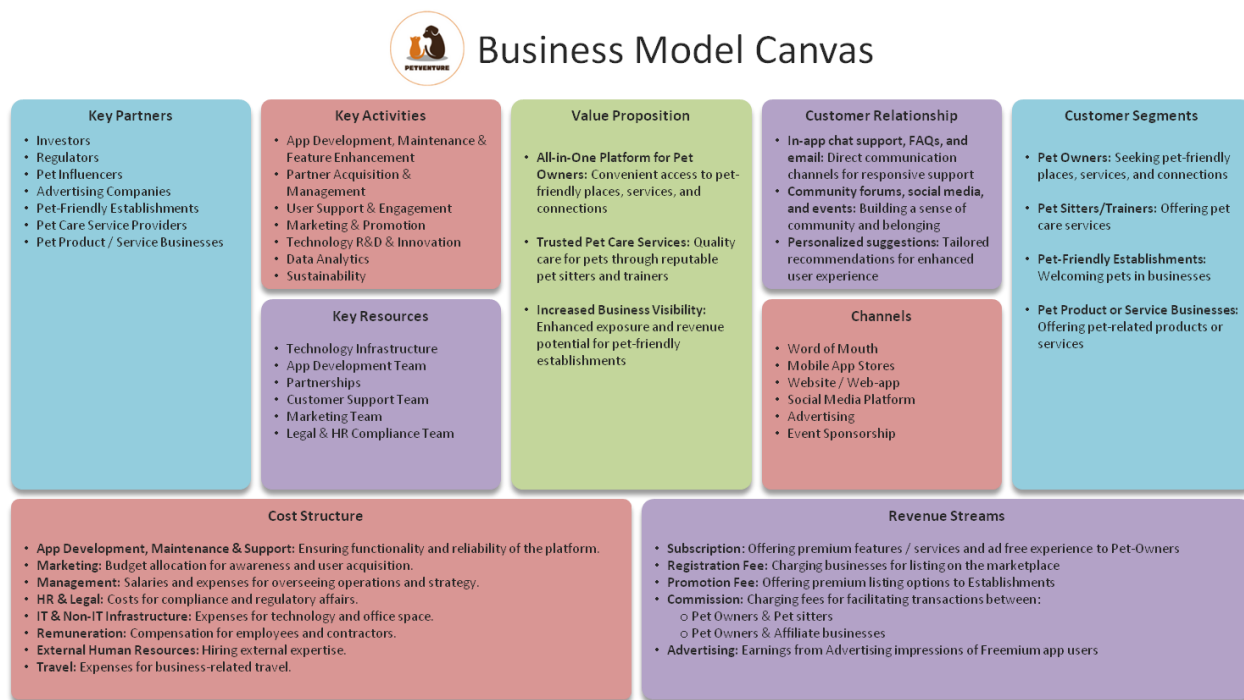 PETVENTURE
Business Model Canvas
Key Partners
• Investors
• Regulators
• Pet Influencers
• Advertising Companies
• Pet-Friendly Establishments
• Pet Care Service Providers
• Pet Product / Service Businesses
Key Activities
• App Development, Maintenance &
Feature Enhancement
• Partner Acquisition &
Management
• User Support & Engagement
• Marketing & Promotion
• Technology R&D & Innovation
• Data Analytics
• Sustainability
Key Resources
• Technology Infrastructure
• App Development Team
• Partnerships
• Customer Support Team
• Marketing Team
• Legal & HR Compliance Team
Value Proposition
• All-in-One Platform for Pet
Owners: Convenient access to pet-
friendly places, services, and
connections
• Trusted Pet Care Services: Quality
care for pets through reputable
pet sitters and trainers
• Increased Business Visibility:
Enhanced exposure and revenue
potential for pet-friendly
establishments
Customer Relationship
• In-app chat support, FAQs, and
email: Direct communication
channels for responsive support
• Community forums, social media,
and events: Building a sense of
community and belonging
• Personalized suggestions: Tailored
recommendations for enhanced
user experience
Channels
• Word of Mouth
• Mobile App Stores
• Website / Web-app
• Social Media Platform
• Advertising
• Event Sponsorship
Customer Segments
• Pet Owners: Seeking pet-friendly
places, services, and connections
• Pet Sitters/Trainers: Offering pet
care services
• Pet-Friendly Establishments:
Welcoming pets in businesses
• Pet Product or Service Businesses:
Offering pet-related products or
services
Cost Structure
• App Development, Maintenance & Support: Ensuring functionality and reliability of the platform.
• Marketing: Budget allocation for awareness and user acquisition.
• Management: Salaries and expenses for overseeing operations and strategy.
• HR & Legal: Costs for compliance and regulatory affairs.
• IT & Non-IT Infrastructure: Expenses for technology and office space.
• Remuneration: Compensation for employees and contractors.
• External Human Resources: Hiring external expertise.
• Travel: Expenses for business-related travel.
Revenue Streams
• Subscription: Offering premium features / services and ad free experience to Pet-Owners
• Registration Fee: Charging businesses for listing on the marketplace
• Promotion Fee: Offering premium listing options to Establishments
• Commission: Charging fees for facilitating transactions between:
o Pet Owners & Pet sitters
o Pet Owners & Affiliate businesses
• Advertising: Earnings from Advertising impressions of Freemium app users